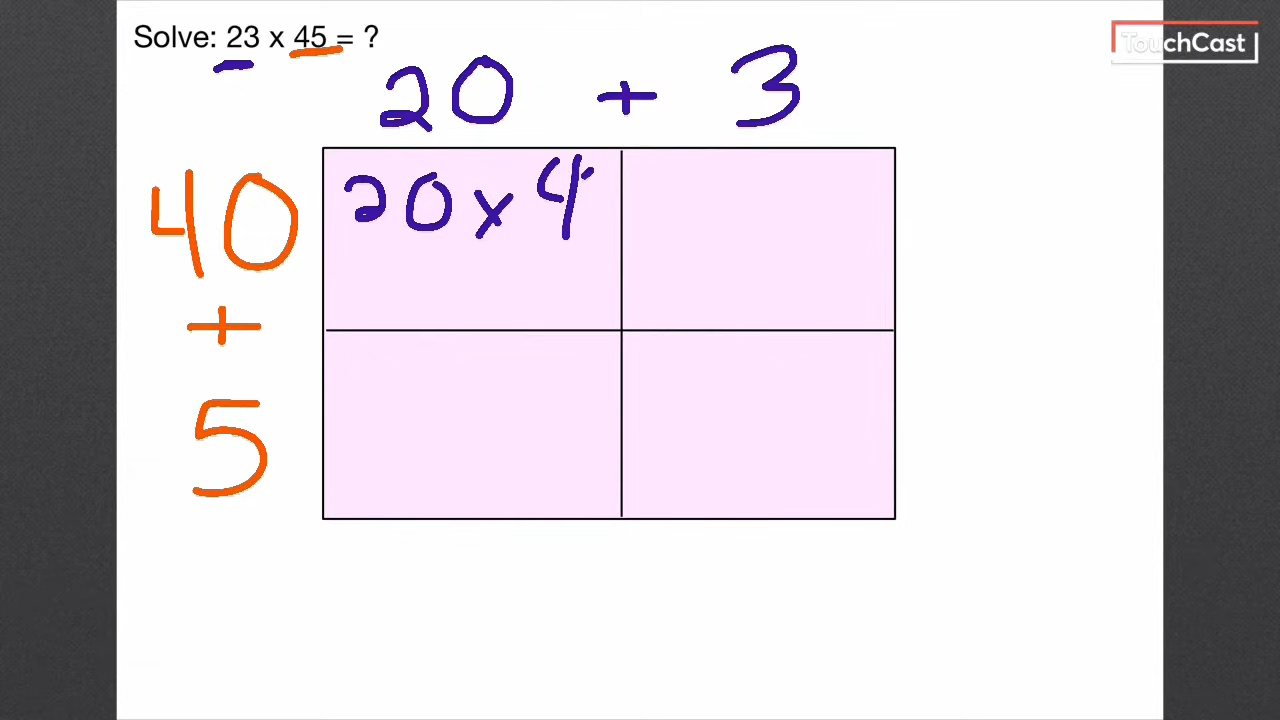 Solve: 23 x 45 = ?
TouchCast
20 + 3
40
20 x 4
+
5